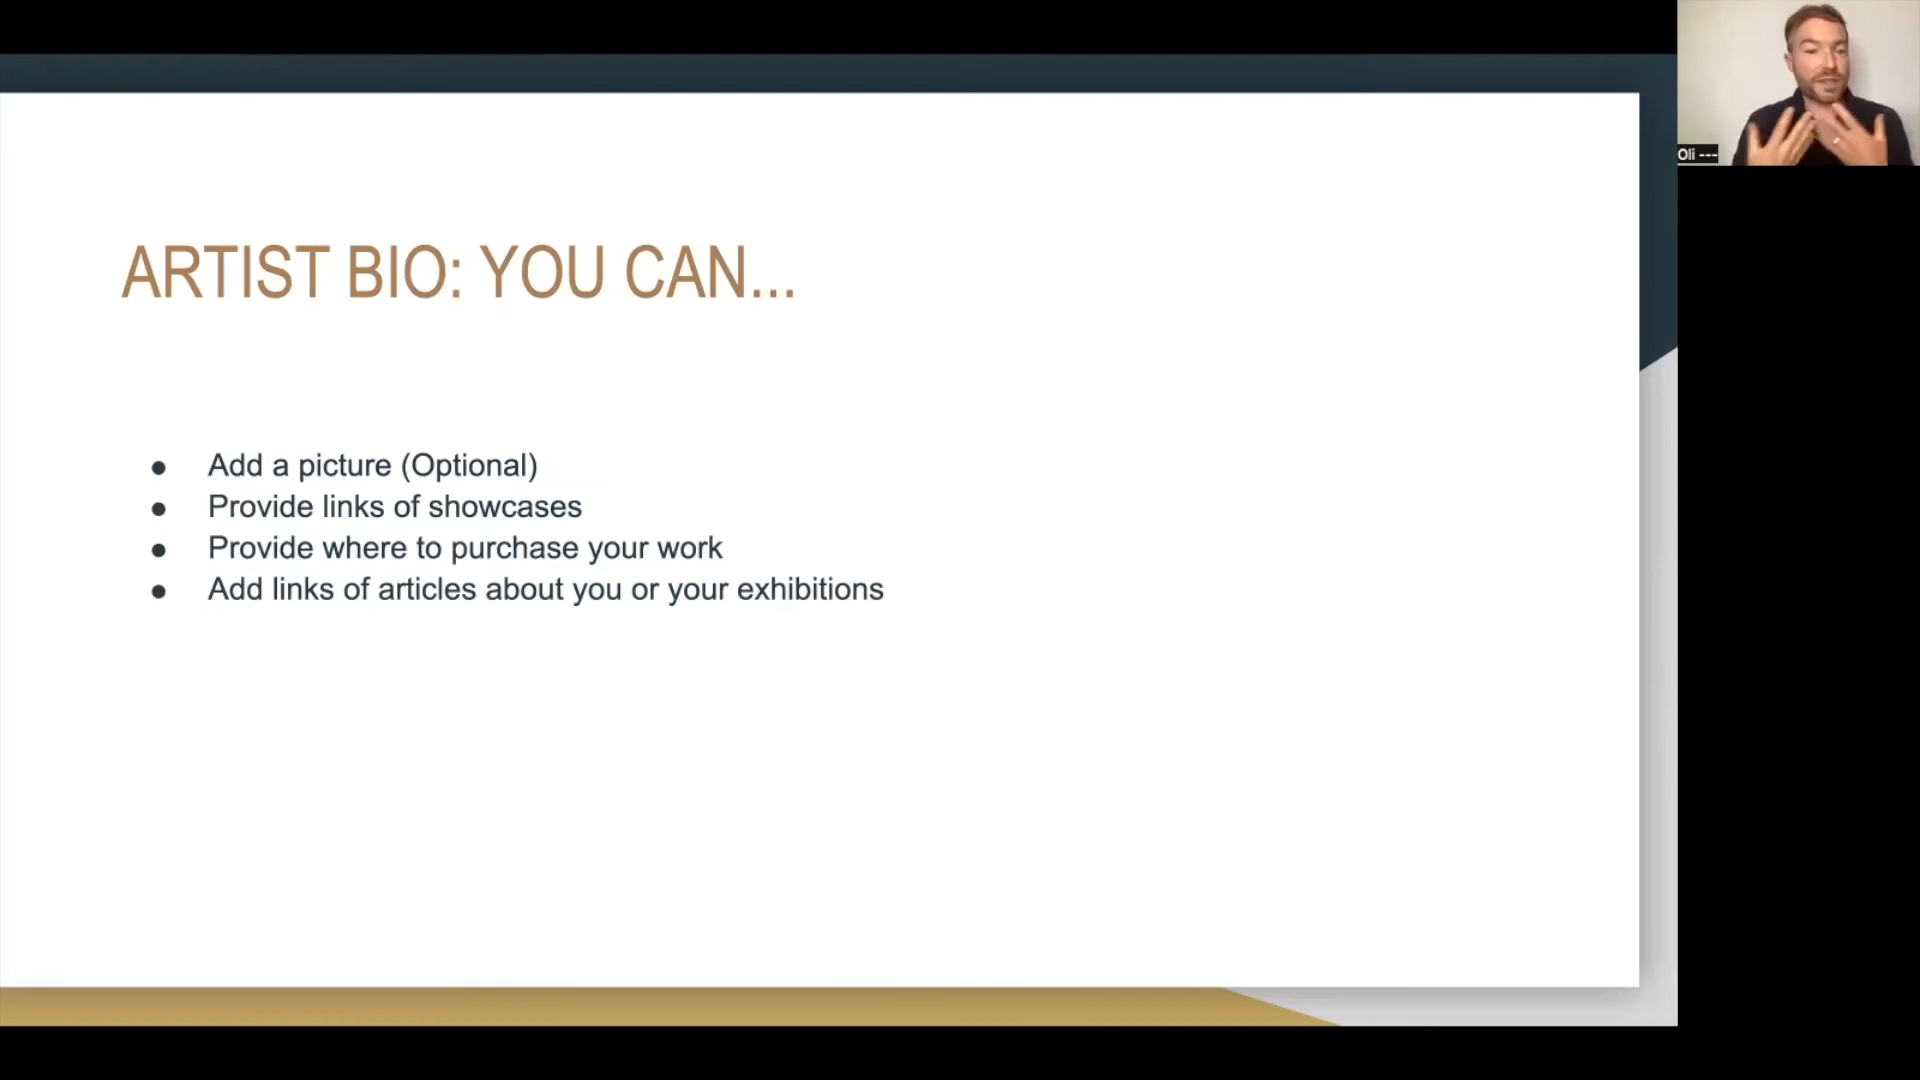 ARTIST BIO: YOU CAN...
● Add a picture (Optional)
● Provide links of showcases
● Provide where to purchase your work
● Add links of articles about you or your exhibitions
Oli ---